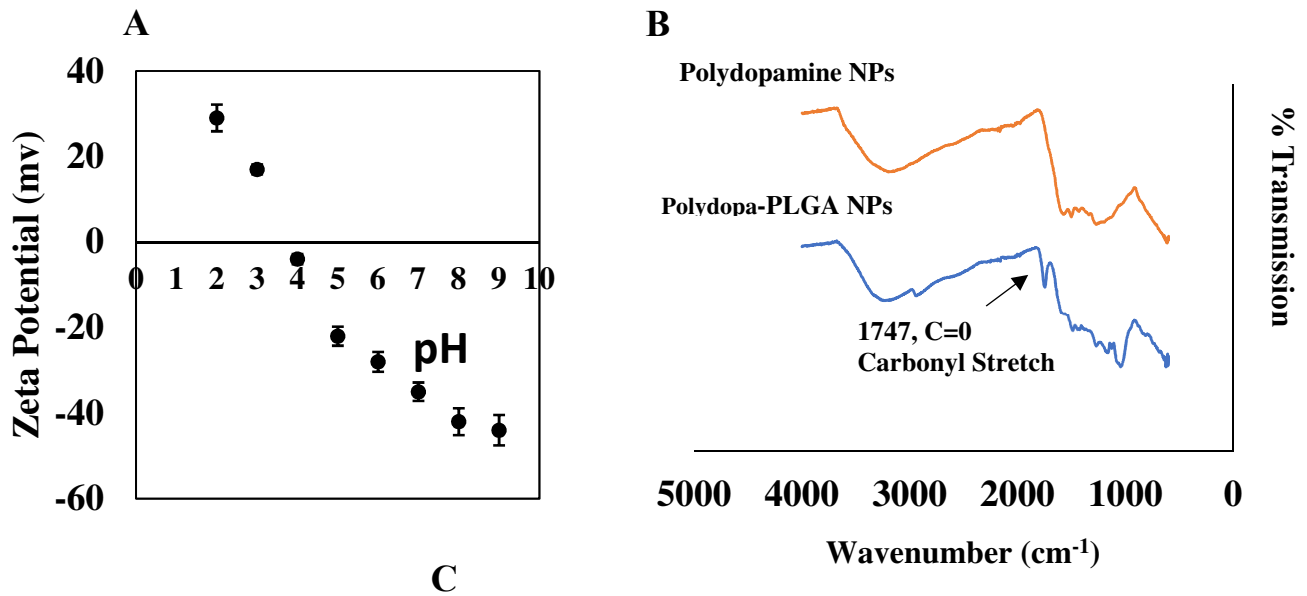 A
40
20
0
-20
-40
-60
Zeta Potential (mv)
0 1 2 3 4 5 6 7 8 9 10
pH
B
Polydopamine NPs
Polydopa-PLGA NPs
1747, C=0
Carbonyl Stretch
% Transmission
5000 4000 3000 2000 1000 0
Wavenumber (cm-1)
C